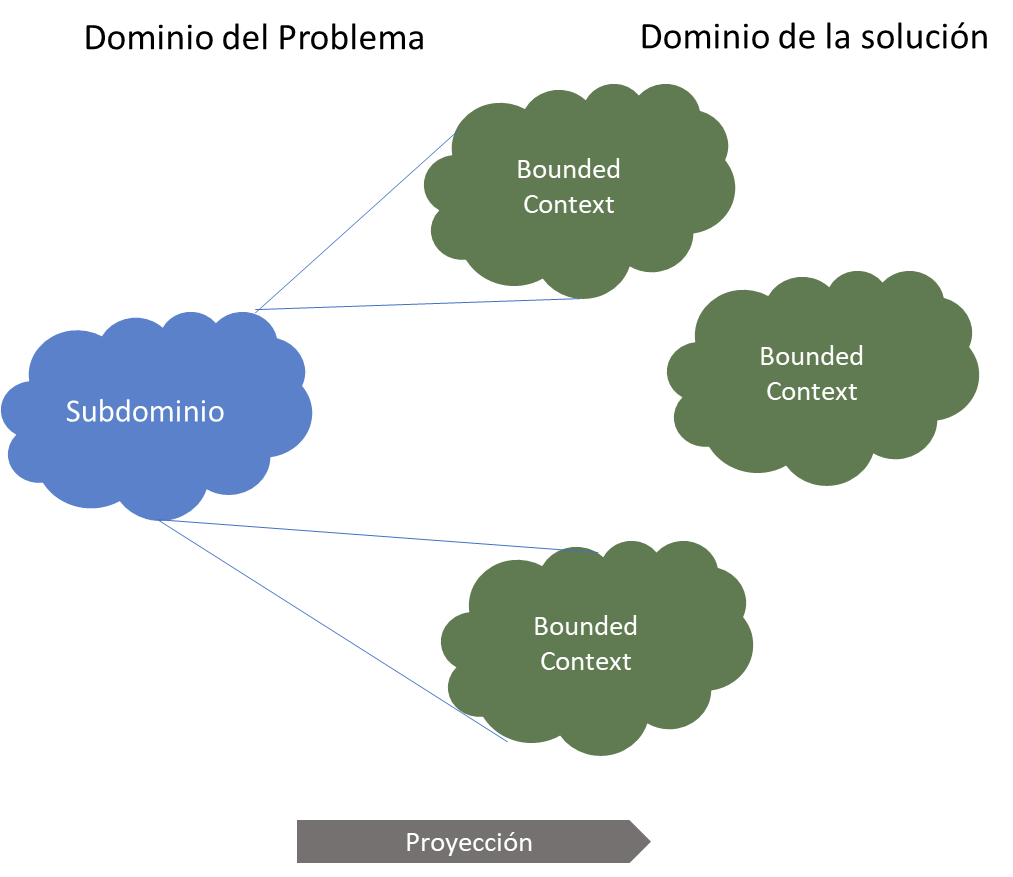 Dominio del Problema
Dominio de la solución
Bounded
Context
Bounded
Context
Subdominio
Bounded
Context
Proyección